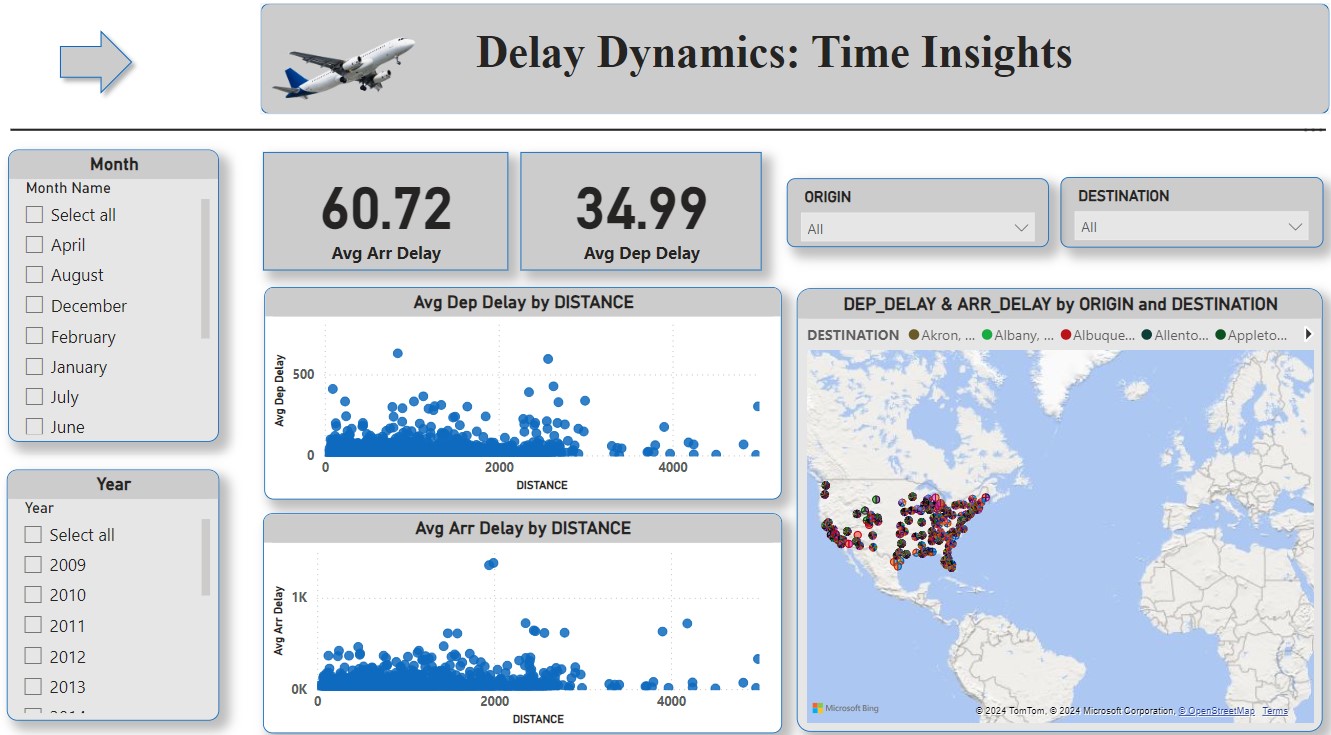 Delay Dynamics: Time Insights
Month
Month Name
Select all
April
August
December
February
January
July
June
Year
Year
Select all
2009
2010
2011
2012
2013
60.72
Avg Arr Delay
34.99
Avg Dep Delay
ORIGIN
All
DESTINATION
All
Avg Dep Delay by DISTANCE
Avg Dep Delay
500
0
0 2000 4000
DISTANCE
Avg Arr Delay by DISTANCE
Avg Arr Delay
1K
0K
0 2000 4000
DISTANCE
DEP_DELAY & ARR_DELAY by ORIGIN and DESTINATION
DESTINATION Akron, ... Albany, ... Albuque... Allento... Appleto...
Microsoft Bing
© 2024 TomTom, © 2024 Microsoft Corporation, © OpenStreetMap Terms